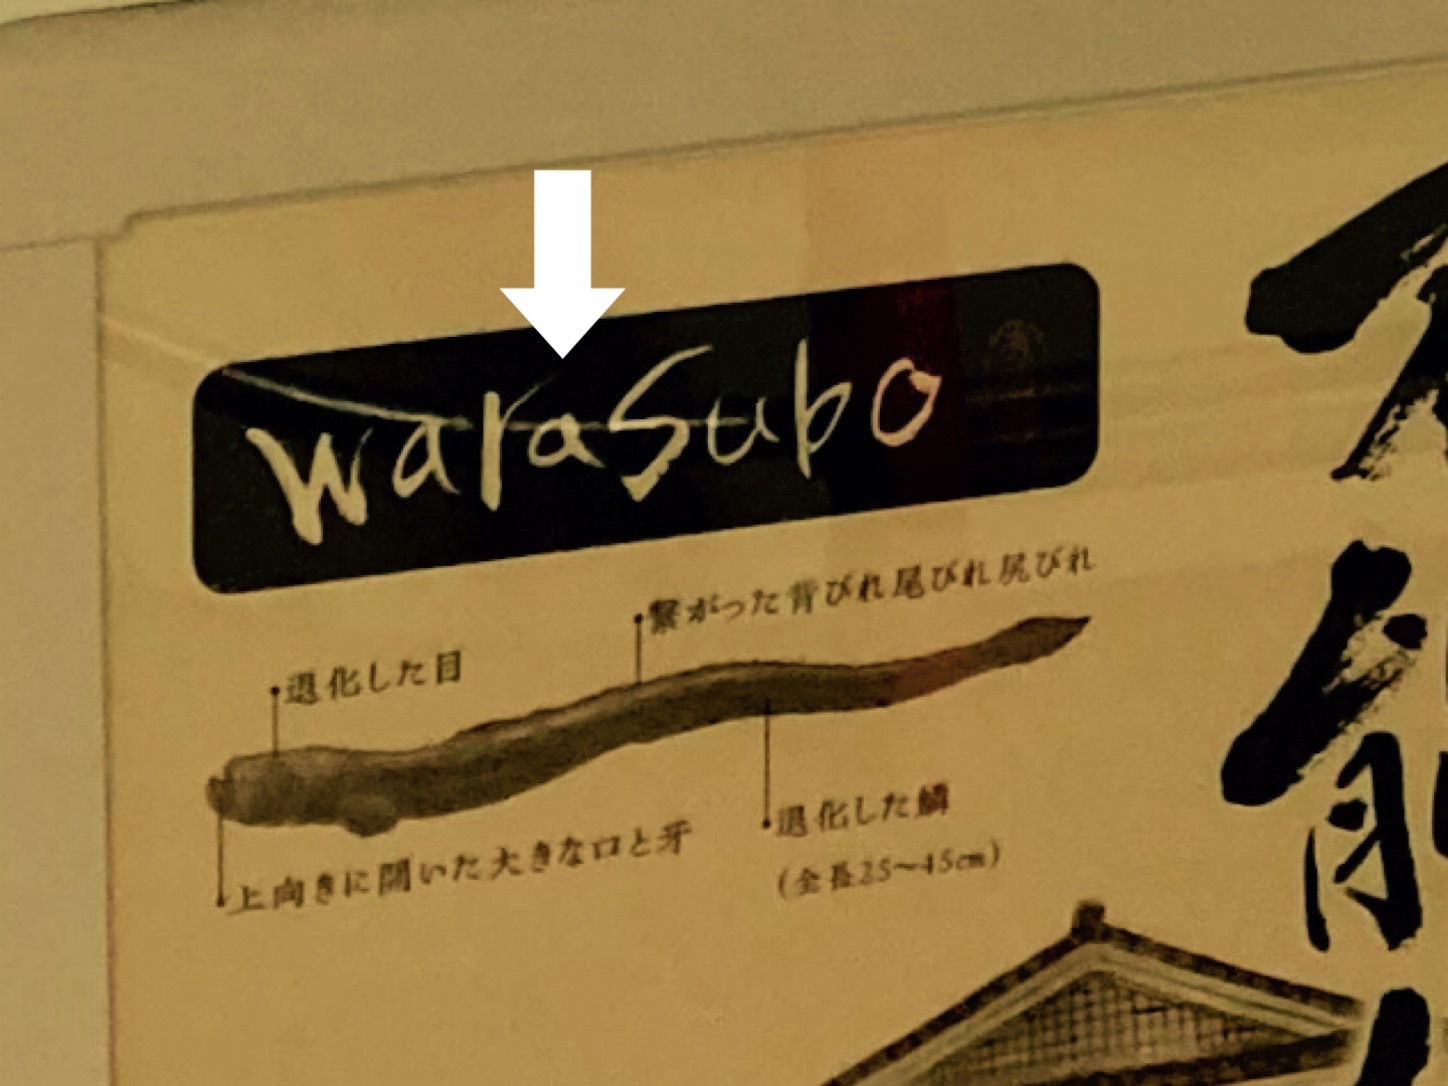 waraSubo
繋がった背びれ尾びれ尻びれ
退化した目
上向きに開いた大きな口と牙
退化した鱗
(全長25〜45cm)
能